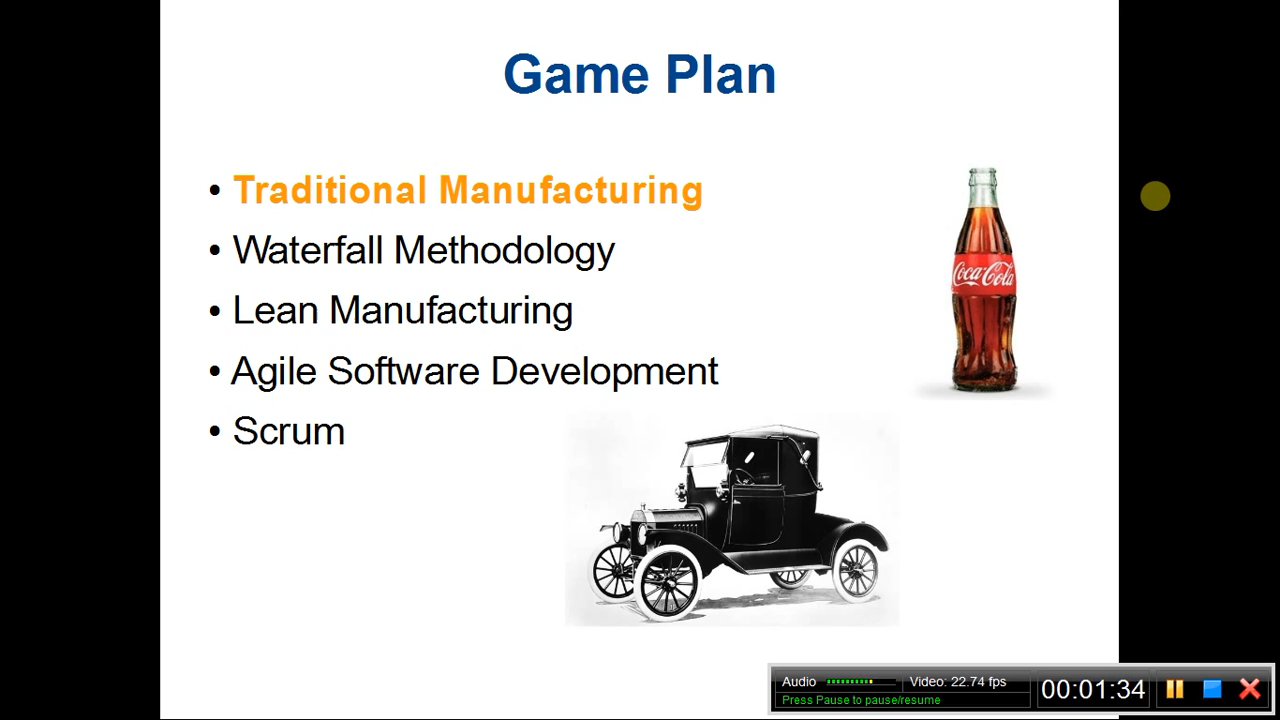 Game Plan
• Traditional Manufacturing
• Waterfall Methodology
• Lean Manufacturing
• Agile Software Development
• Scrum
Coca-Cola
Audio
Video: 22.74 fps
Press Pause to pause/resume
00:01:34